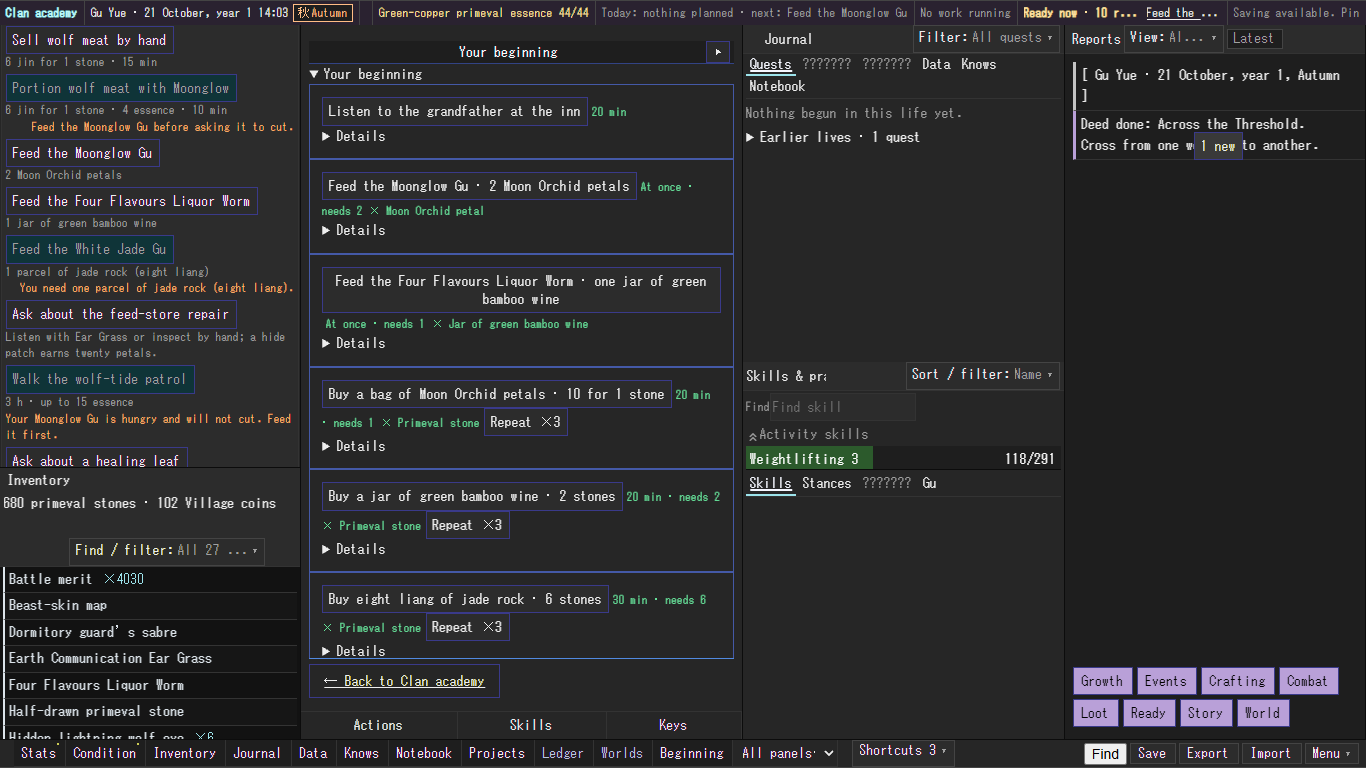 Clan academy
Gu Yue · 21 October, year 1 14:03 秋Autumn
Green-copper primeval essence 44/44
Today: nothing planned · next: Feed the Moonglow Gu
No work running
Ready now · 10 r... Feed the ...
Saving available. Pin
Sell wolf meat by hand
6 jin for 1 stone · 15 min
Portion wolf meat with Moonglow
6 jin for 1 stone · 4 essence · 10 min
Feed the Moonglow Gu before asking it to cut.
Feed the Moonglow Gu
2 Moon Orchid petals
Feed the Four Flavours Liquor Worm
1 jar of green bamboo wine
Feed the White Jade Gu
1 parcel of jade rock (eight liang)
You need one parcel of jade rock (eight liang).
Ask about the feed-store repair
Listen with Ear Grass or inspect by hand; a hide
patch earns twenty petals.
Walk the wolf-tide patrol
3 h · up to 15 essence
Your Moonglow Gu is hungry and will not cut. Feed
it first.
Ask about a healing leaf
Inventory
680 primeval stones · 102 Village coins
Find / filter: All 27 ... ▾
Battle merit ×4030
Beast-skin map
Dormitory guard's sabre
Earth Communication Ear Grass
Four Flavours Liquor Worm
Half-drawn primeval stone
Hidden lightning wolf eye ×6
Your beginning
▸
▼ Your beginning
Listen to the grandfather at the inn 20 min
▶ Details
Feed the Moonglow Gu · 2 Moon Orchid petals At once ·
needs 2 × Moon Orchid petal
▶ Details
Feed the Four Flavours Liquor Worm · one jar of green
bamboo wine
At once · needs 1 × Jar of green bamboo wine
▶ Details
Buy a bag of Moon Orchid petals · 10 for 1 stone 20 min
· needs 1 × Primeval stone Repeat ×3
▶ Details
Buy a jar of green bamboo wine · 2 stones 20 min · needs 2
× Primeval stone Repeat ×3
▶ Details
Buy eight liang of jade rock · 6 stones 30 min · needs 6
× Primeval stone Repeat ×3
▶ Details
← Back to Clan academy
Actions Skills Keys
Journal
Filter: All quests ▾
Quests ??????? ??????? Data Knows
Notebook
Nothing begun in this life yet.
▶ Earlier lives · 1 quest
Skills & pra
Sort / filter: Name ▾
Find Find skill
Activity skills
Weightlifting 3 118/291
Skills Stances ??????? Gu
Reports View: Al... ▾ Latest
[ Gu Yue · 21 October, year 1, Autumn
]
Deed done: Across the Threshold.
Cross from one w 1 new to another.
Growth Events Crafting Combat
Loot Ready Story World
Stats Condition Inventory Journal Data Knows Notebook Projects Ledger Worlds Beginning All panels Shortcuts 3 ▾
Find Save Export Import Menu ▾